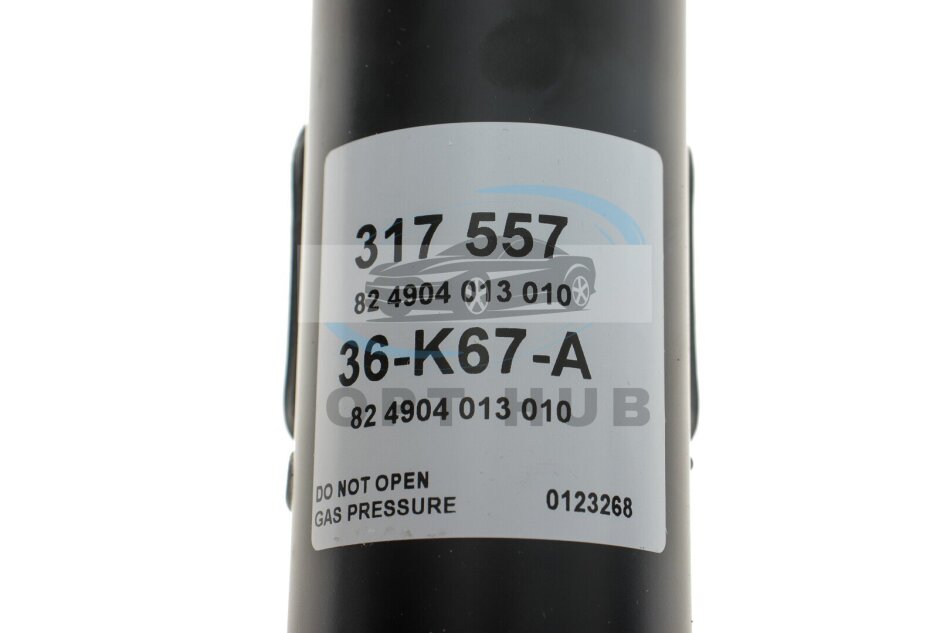 317 557
82 4904 013 010
36-K67-A
OPT HUB
82 4904 013 010
DO NOT OPEN
GAS PRESSURE
0123268